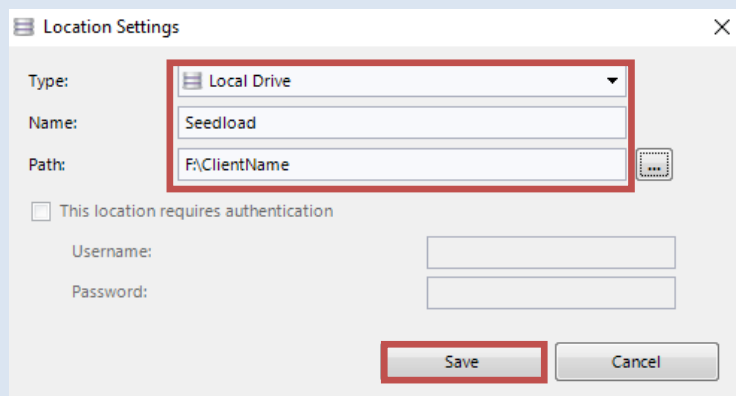 Location Settings
Type: Local Drive
Name: Seedload
Path: F:\ClientName ...
This location requires authentication
Username:
Password:
Save Cancel